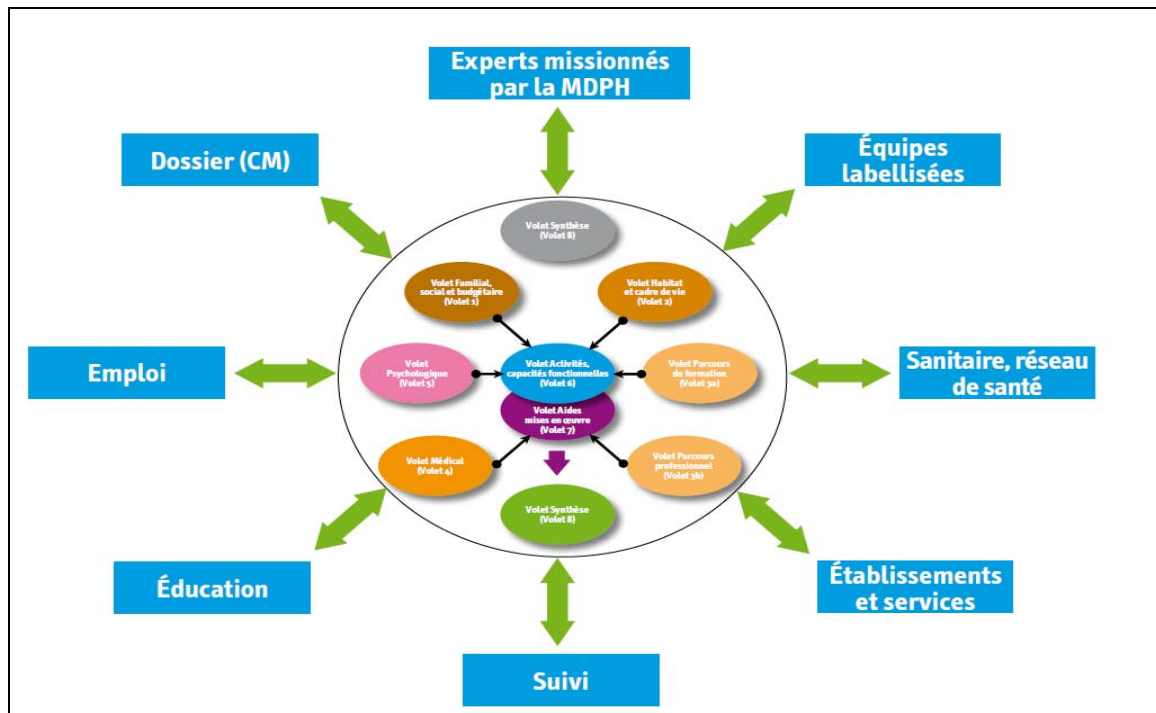 Experts missionnés
par la MDPH
Dossier (CM)
Équipes
labellisées
Volet Synthèse
(Volet 8)
Volet Familial,
social et budgétaire
(Volet 1)
Volet Habitat
et cadre de vie
(Volet 2)
Emploi
Volet
Psychologique
(Volet 5)
Volet Activités,
capacités fonctionnelles
(Volet 6)
Volet Parcours
de formation
(Volet 3a)
Sanitaire, réseau
de santé
Volet Aides
mises en œuvre
(Volet 7)
Volet Médical
(Volet 4)
Volet Parcours
professionnel
(Volet 3b)
Volet Synthèse
(Volet 8)
Éducation
Établissements
et services
Suivi